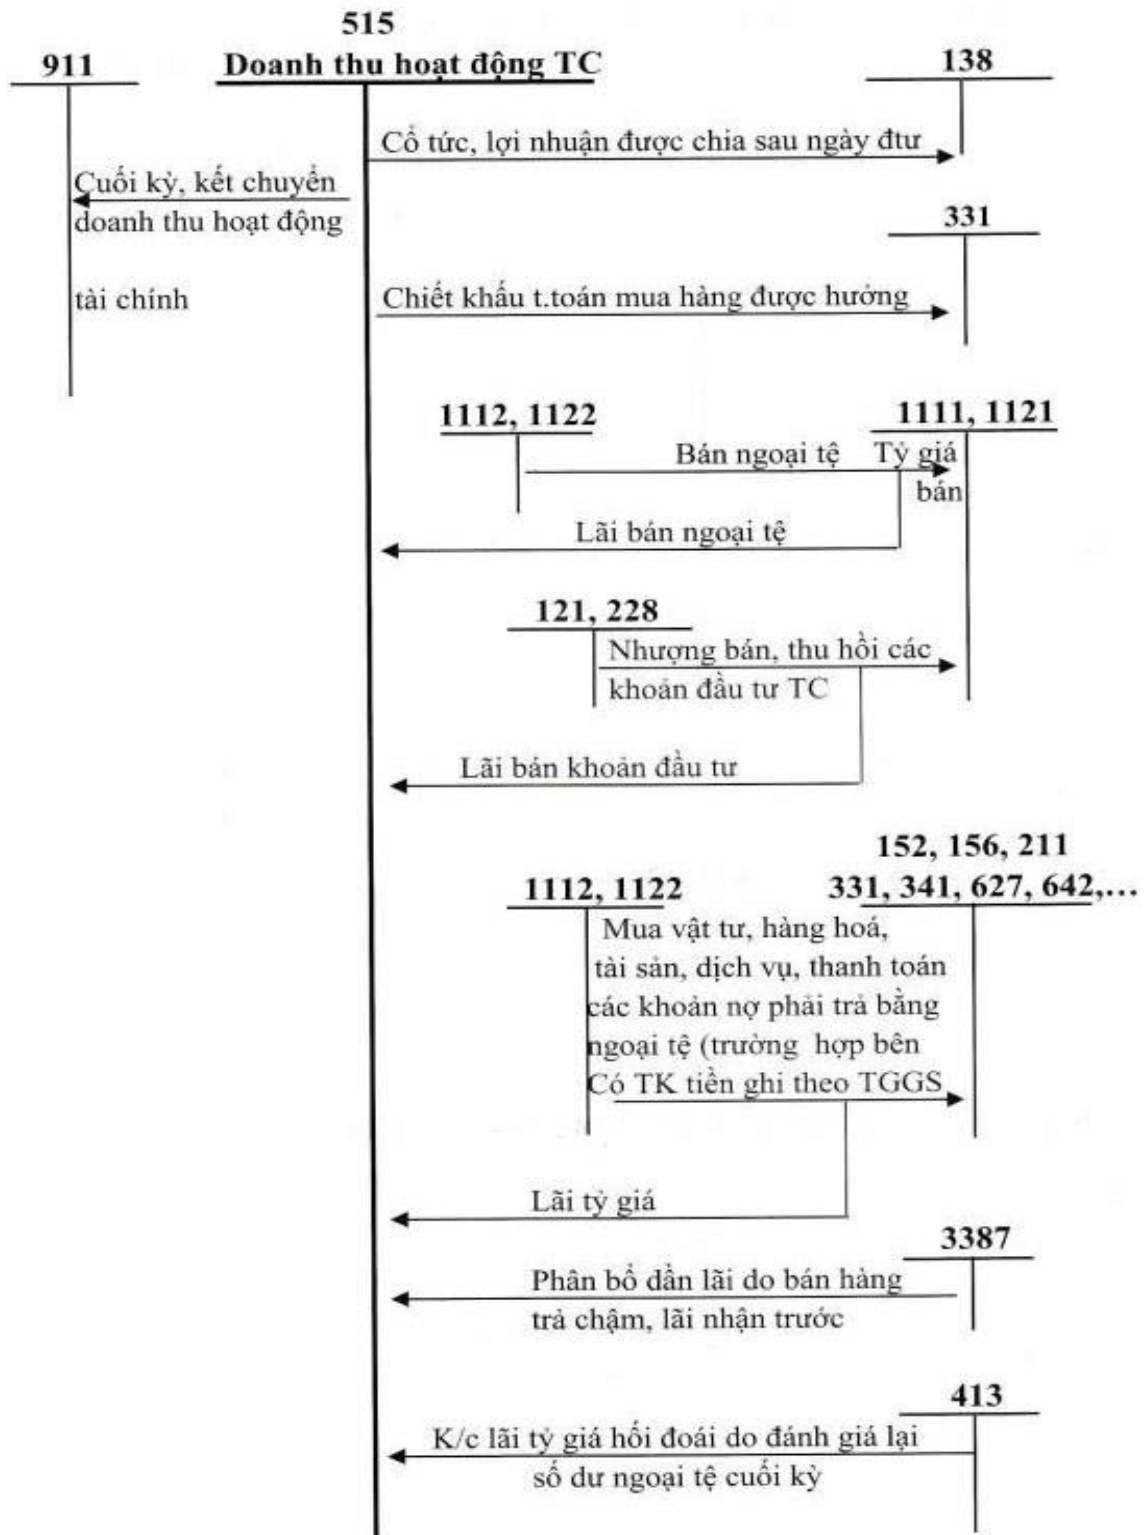 515
911
Doanh thu hoạt động TC
138
Cổ tức, lợi nhuận được chia sau ngày đtư
Cuối kỳ, kết chuyển
doanh thu hoạt động
tài chính
331
Chiết khấu t.toán mua hàng được hưởng
1112, 1122
1111, 1121
Bán ngoại tệ
Tỷ giá
bán
Lãi bán ngoại tệ
121, 228
Nhượng bán, thu hồi các
khoản đầu tư TC
Lãi bán khoản đầu tư
152, 156, 211
1112, 1122
331, 341, 627, 642,...
Mua vật tư, hàng hoá,
tài sản, dịch vụ, thanh toán
các khoản nợ phải trả bằng
ngoại tệ (trường hợp bên
Có TK tiền ghi theo TGGS
Lãi tỷ giá
3387
Phân bổ dần lãi do bán hàng
trả chậm, lãi nhận trước
413
K/c lãi tỷ giá hối đoái do đánh giá lại
số dư ngoại tệ cuối kỳ